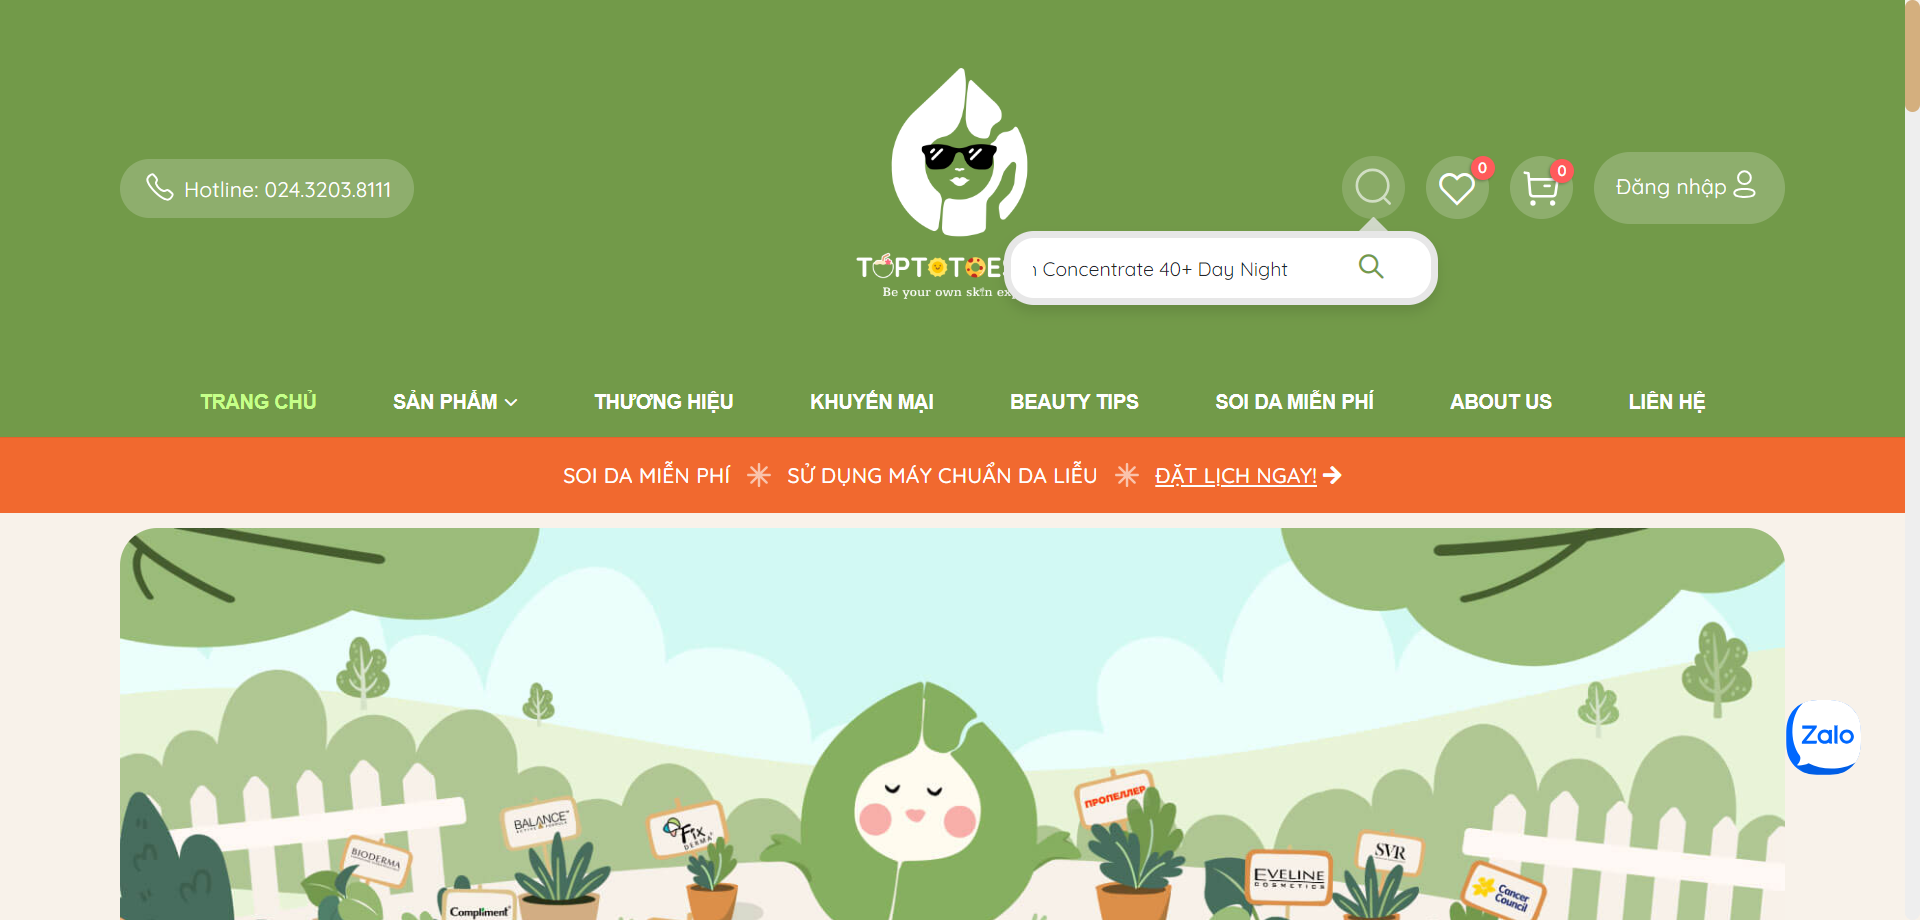 Hotline: 024.3203.8111
TOPTOTOES
Be your own skin
0
0
Đăng nhập
Concentrate 40+ Day Night
TRANG CHỦ
SẢN PHẨM
THƯƠNG HIỆU
KHUYẾN MẠI
BEAUTY TIPS
SOI DA MIỄN PHÍ
ABOUT US
LIÊN HỆ
SOI DA MIỄN PHÍ
SỬ DỤNG MÁY CHUẨN DA LIỄU
ĐẶT LỊCH NGAY!
Zalo
BIODERMA
BALANCE
ACTIVE FORMULA
Fix
DERMA
Compliment
ПРОПЕЛЛЕР
EVELINE
COSMETICS
SVR
Cancer
Council